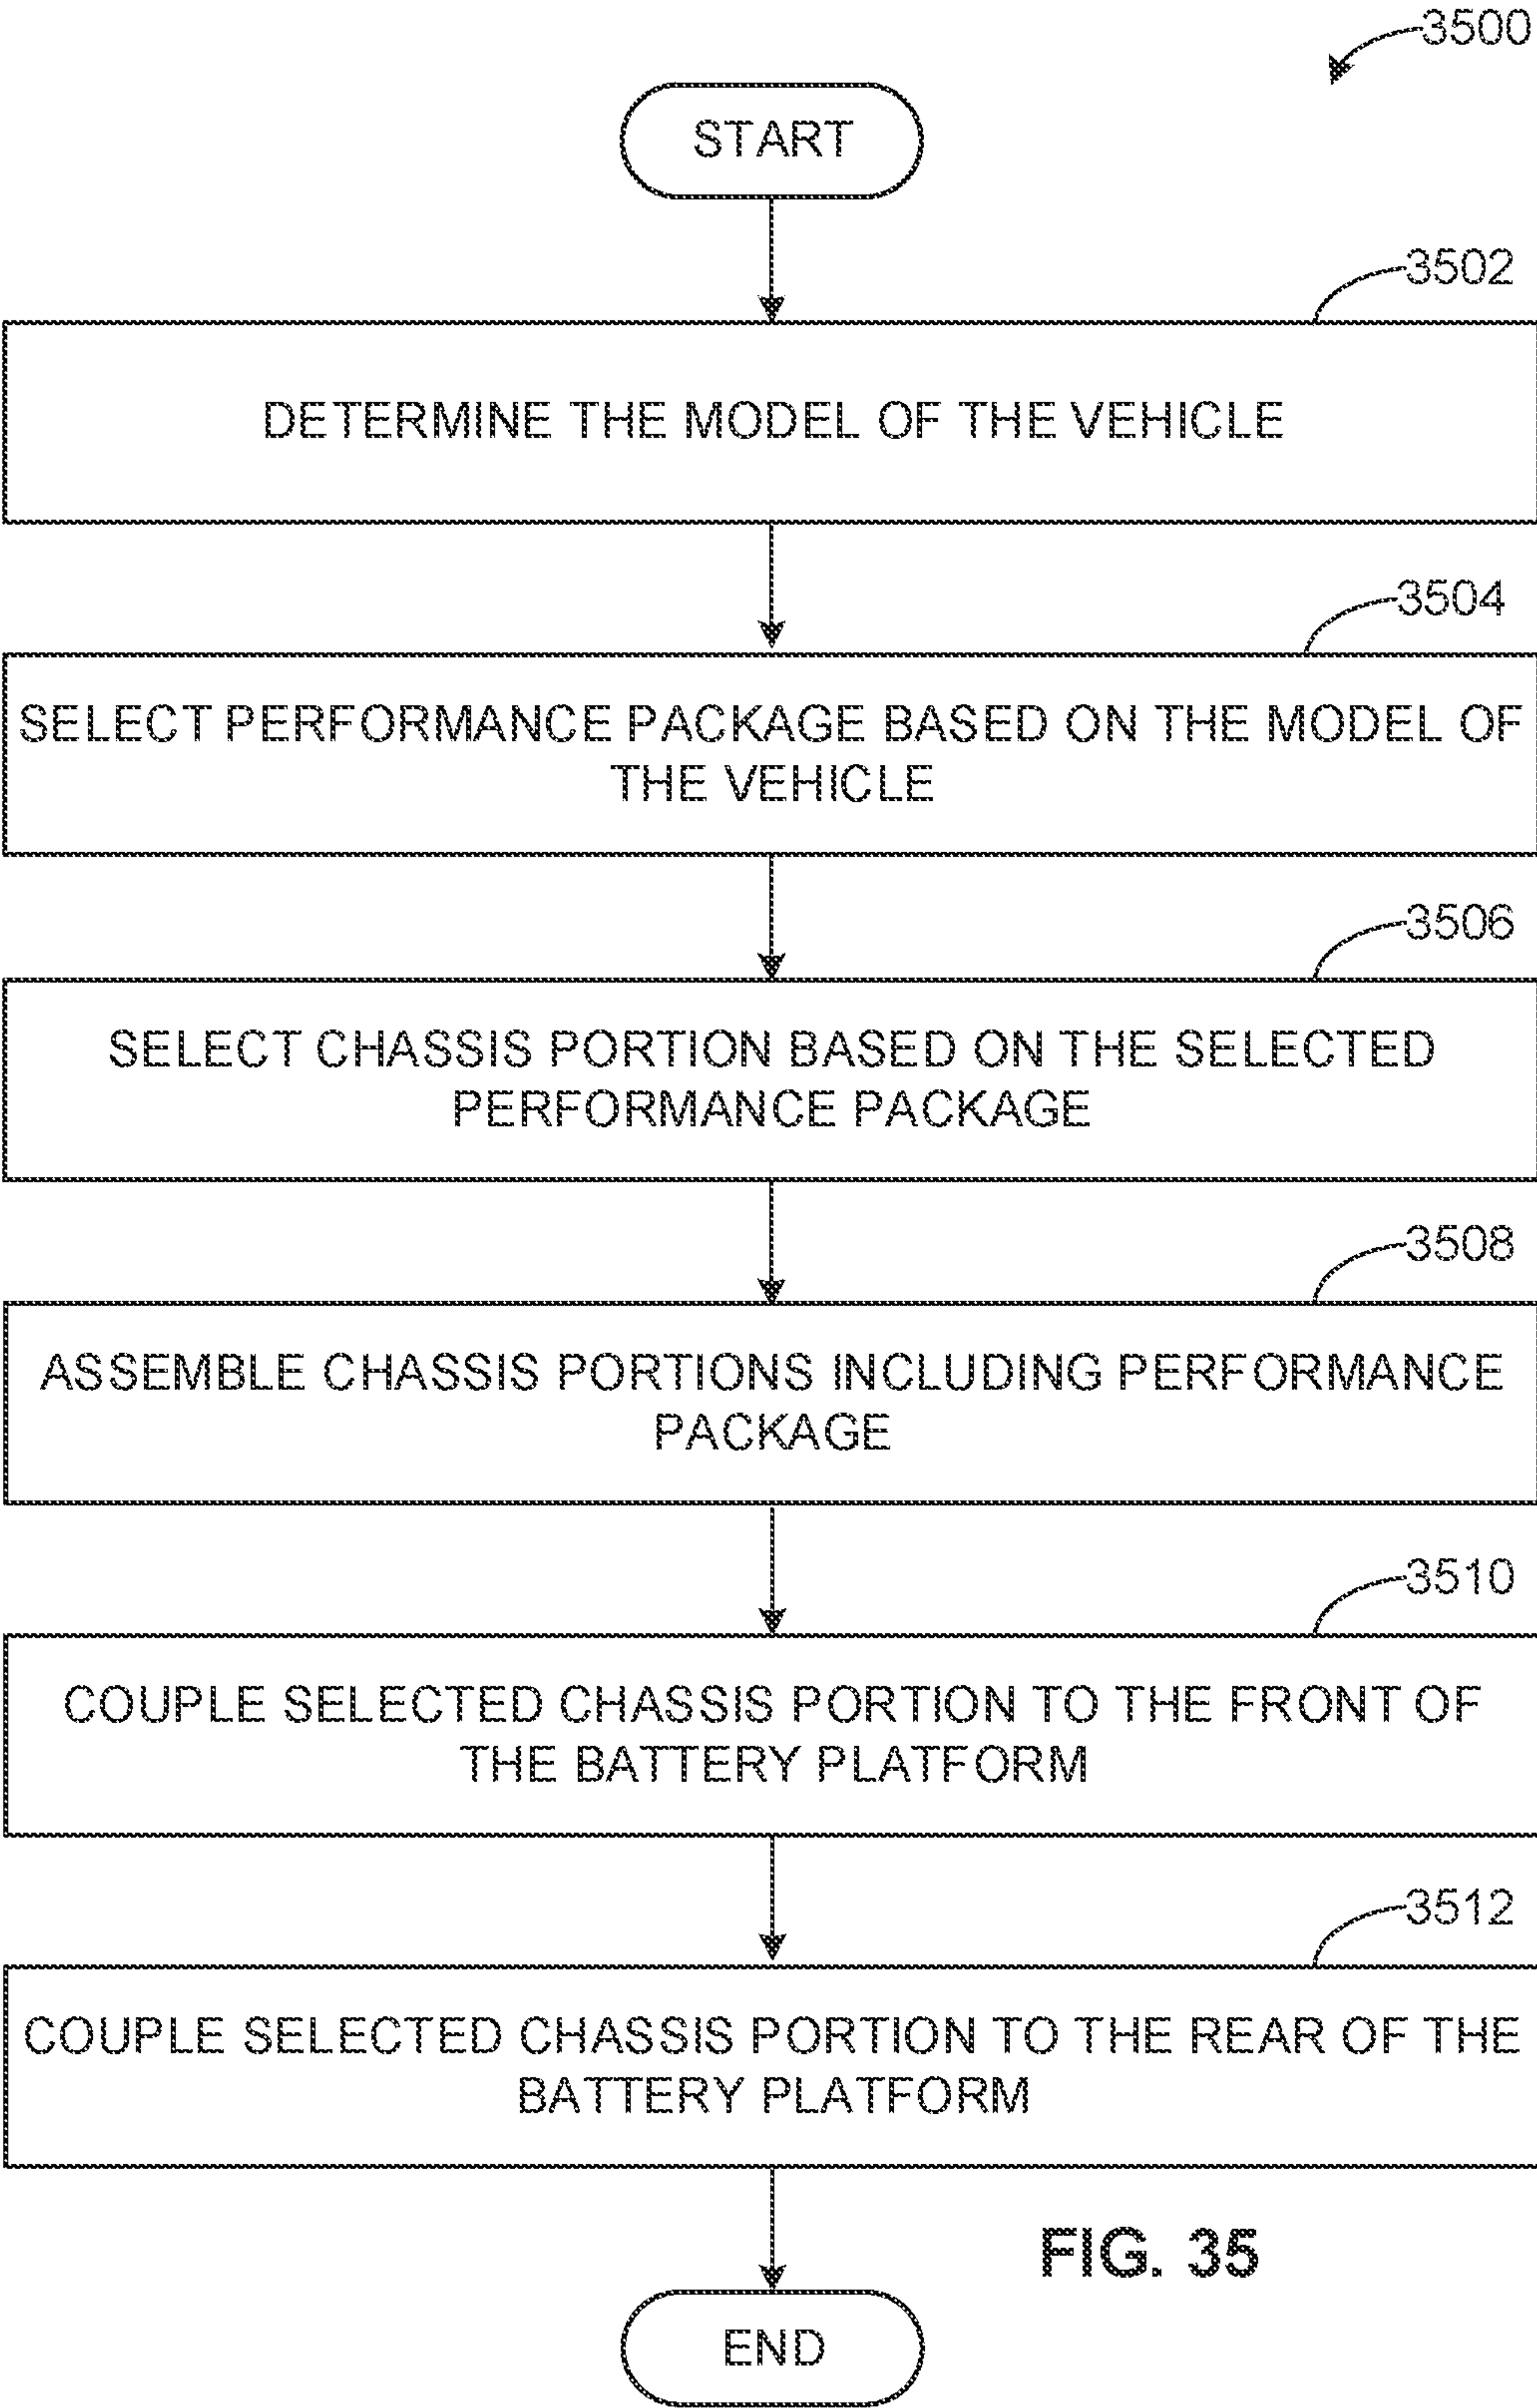 3500
START
3502
DETERMINE THE MODEL OF THE VEHICLE
3504
SELECT PERFORMANCE PACKAGE BASED ON THE MODEL OF
THE VEHICLE
3506
SELECT CHASSIS PORTION BASED ON THE SELECTED
PERFORMANCE PACKAGE
3508
ASSEMBLE CHASSIS PORTIONS INCLUDING PERFORMANCE
PACKAGE
3510
COUPLE SELECTED CHASSIS PORTION TO THE FRONT OF
THE BATTERY PLATFORM
3512
COUPLE SELECTED CHASSIS PORTION TO THE REAR OF THE
BATTERY PLATFORM
FIG. 35
END